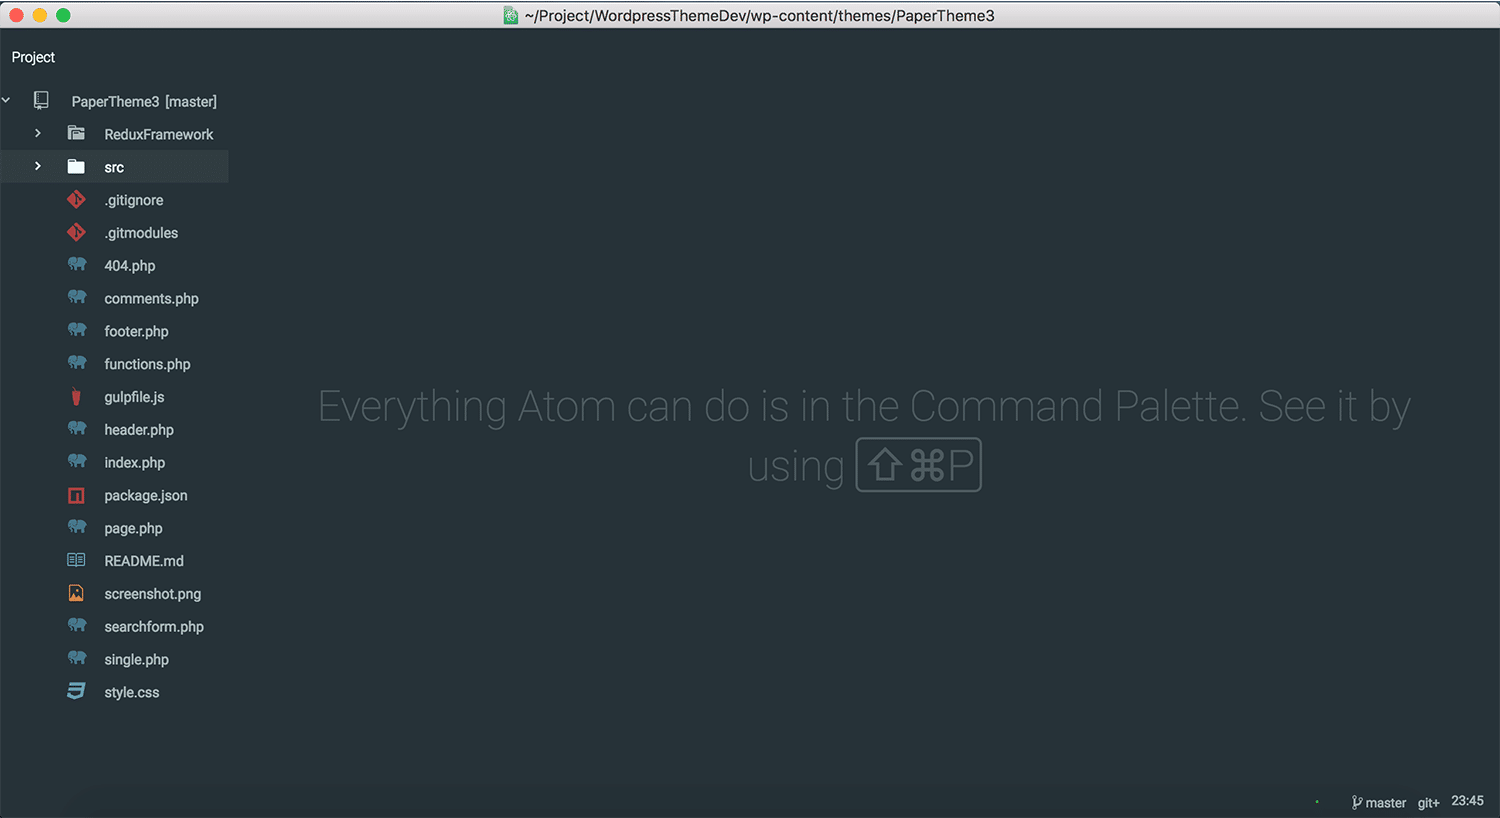 ~/Project/WordpressThemeDev/wp-content/themes/PaperTheme3
Project
PaperTheme3 [master]
ReduxFramework
src
.gitignore
.gitmodules
404.php
comments.php
footer.php
functions.php
gulpfile.js
header.php
index.php
package.json
page.php
README.md
screenshot.png
searchform.php
single.php
style.css
Everything Atom can do is in the Command Palette. See it by
using ⇧⌘P
master git+ 23:45